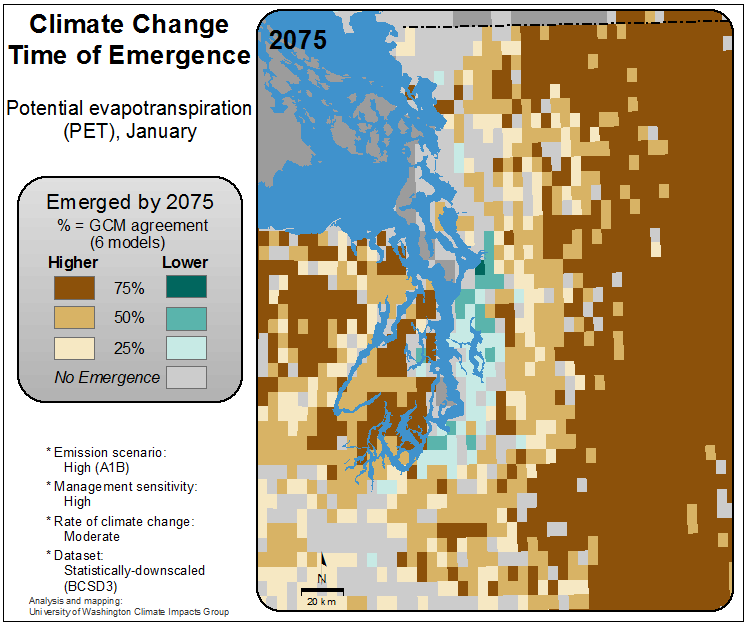 Climate Change
Time of Emergence
Potential evapotranspiration
(PET), January
Emerged by 2075
% = GCM agreement
(6 models)
Higher Lower
75%
50%
25%
No Emergence
* Emission scenario:
High (A1B)
* Management sensitivity:
High
* Rate of climate change:
Moderate
* Dataset:
Statistically-downscaled
(BCSD3)
Analysis and mapping:
University of Washington Climate Impacts Group
2075
N
20 km